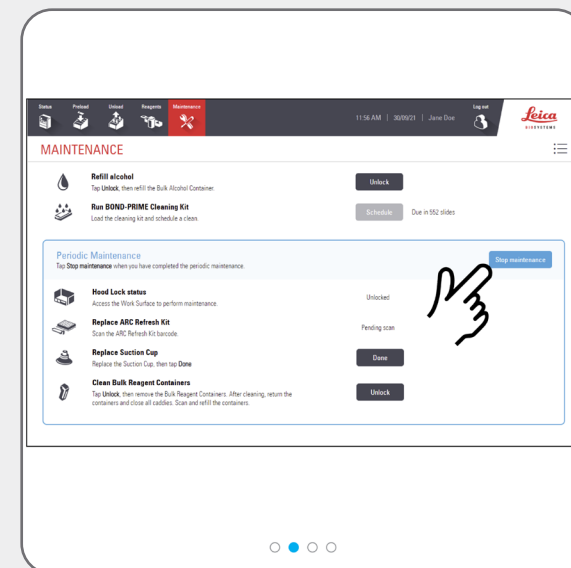 Status Preload Unload Reagents Maintenance
11:56 AM | 30/09/21 | Jane Doe
Log out
Leica
BIOSYSTEMS
MAINTENANCE
Refill alcohol
Tap Unlock, then refill the Bulk Alcohol Container.
Unlock
Run BOND-PRIME Cleaning Kit
Load the cleaning kit and schedule a clean.
Schedule
Due in 552 slides
Periodic Maintenance
Tap Stop maintenance when you have completed the periodic maintenance.
Stop maintenance
Hood Lock status
Access the Work Surface to perform maintenance.
Unlocked
Replace ARC Refresh Kit
Scan the ARC Refresh Kit barcode.
Pending scan
Replace Suction Cup
Replace the Suction Cup, then tap Done
Done
Clean Bulk Reagent Containers
Tap Unlock, then remove the Bulk Reagent Containers. After cleaning, return the
containers and close all caddies. Scan and refill the containers.
Unlock